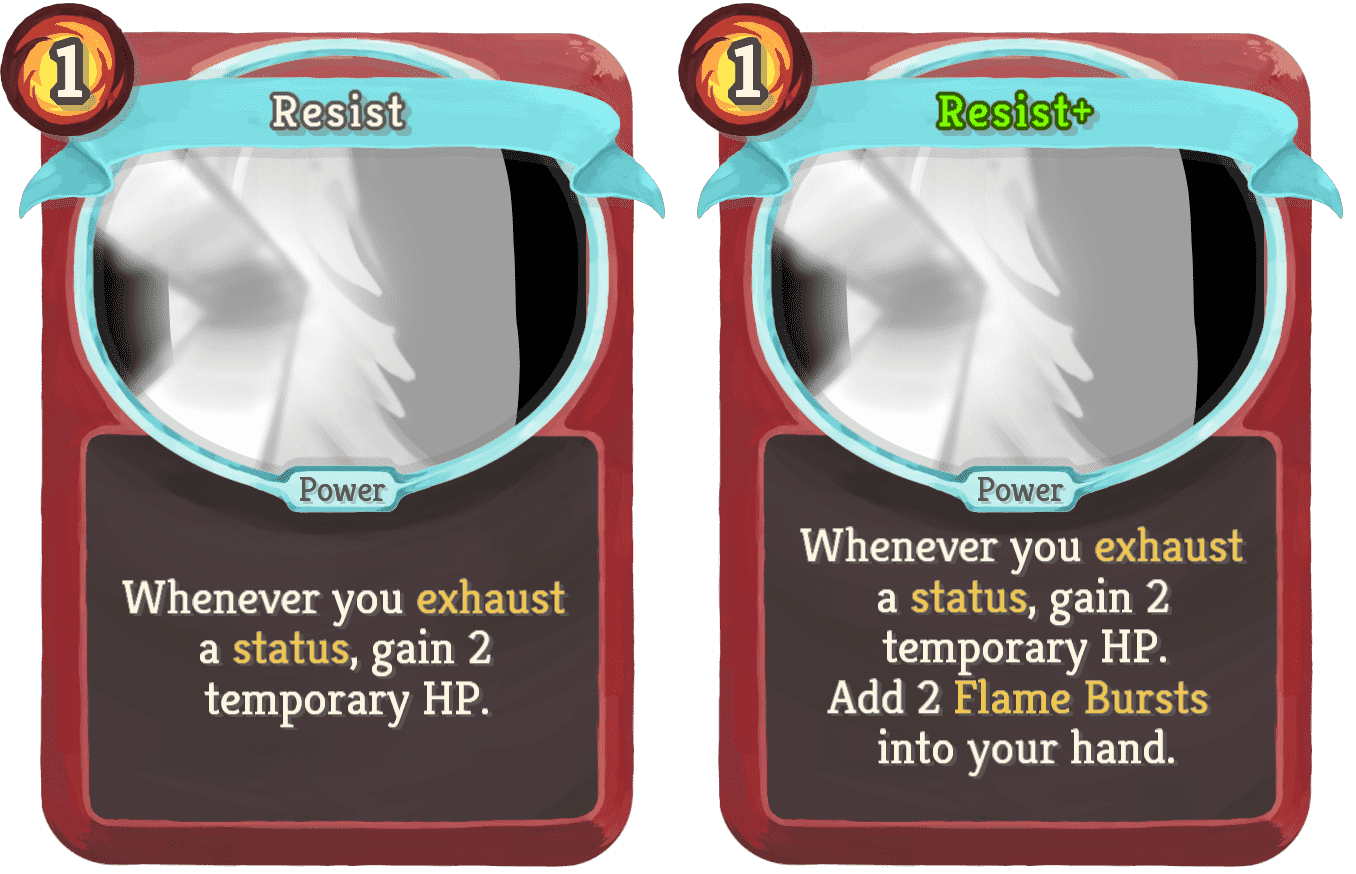 1
Resist
Power
Whenever you exhaust
a status, gain 2
temporary HP.
1
Resist+
Power
Whenever you exhaust
a status, gain 2
temporary HP.
Add 2 Flame Bursts
into your hand.